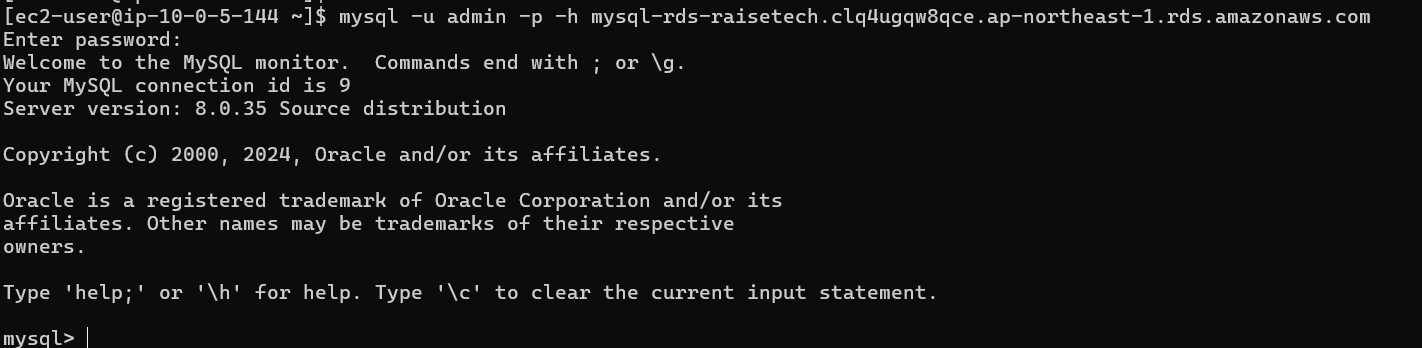 [ec2-user@ip-10-0-5-144 ~]$ mysql -u admin -p -h mysql-rds-raisetech.clq4ugqw8qce.ap-northeast-1.rds.amazonaws.com
Enter password:
Welcome to the MySQL monitor.  Commands end with ; or \g.
Your MySQL connection id is 9
Server version: 8.0.35 Source distribution

Copyright (c) 2000, 2024, Oracle and/or its affiliates.

Oracle is a registered trademark of Oracle Corporation and/or its
affiliates. Other names may be trademarks of their respective
owners.

Type 'help;' or '\h' for help. Type '\c' to clear the current input statement.

mysql>